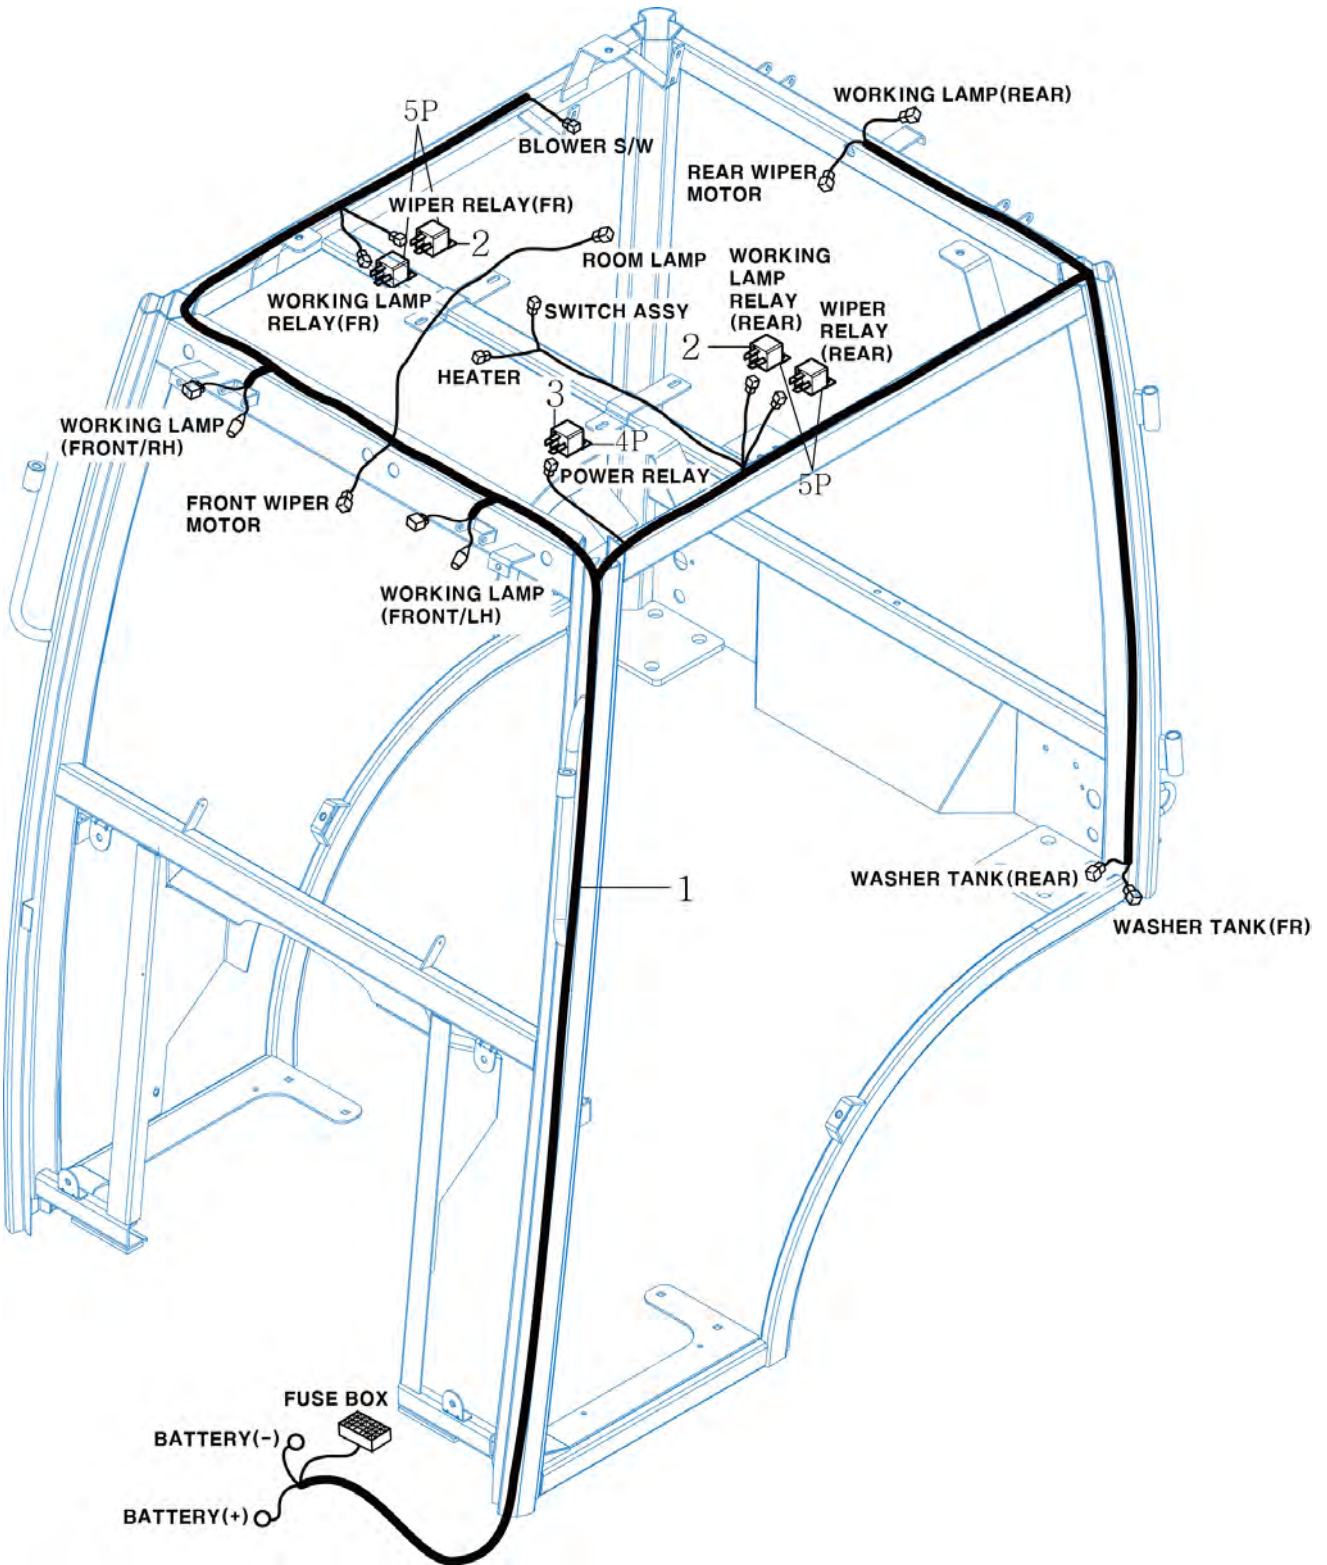 WORKING LAMP(REAR)
5P
BLOWER S/W
REAR WIPER
MOTOR
WIPER RELAY(FR)
2
ROOM LAMP
WORKING
LAMP
RELAY
(REAR)
WORKING LAMP
RELAY(FR)
SWITCH ASSY
WIPER
RELAY
(REAR)
2
HEATER
3
4P
WORKING LAMP
(FRONT/RH)
POWER RELAY
5P
FRONT WIPER
MOTOR
WORKING LAMP
(FRONT/LH)
1
WASHER TANK(REAR)
WASHER TANK(FR)
FUSE BOX
BATTERY(-)
BATTERY(+)